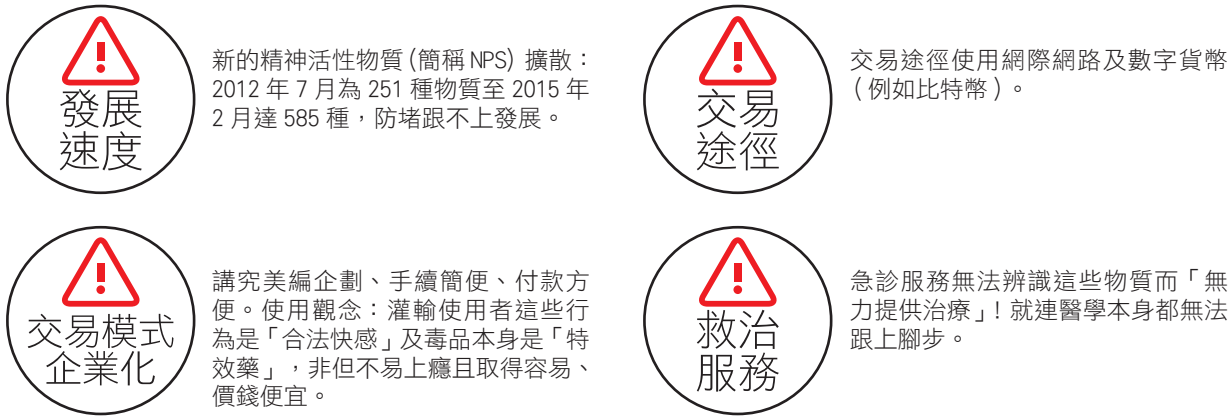 發展
速度
新的精神活性物質(簡稱 NPS) 擴散：
2012 年 7 月為 251 種物質至 2015 年
2 月達 585 種，防堵跟不上發展。
交易
途徑
交易途徑使用網際網路及數字貨幣
(例如比特幣)。
交易模式
企業化
講究美編企劃、手續簡便、付款方
便。使用觀念：灌輸使用者這些行
為是「合法快感」及毒品本身是「特
效藥」，非但不易上癮且取得容易、
價錢便宜。
救治
服務
急診服務無法辨識這些物質而「無
力提供治療」! 就連醫學本身都無法
跟上腳步。